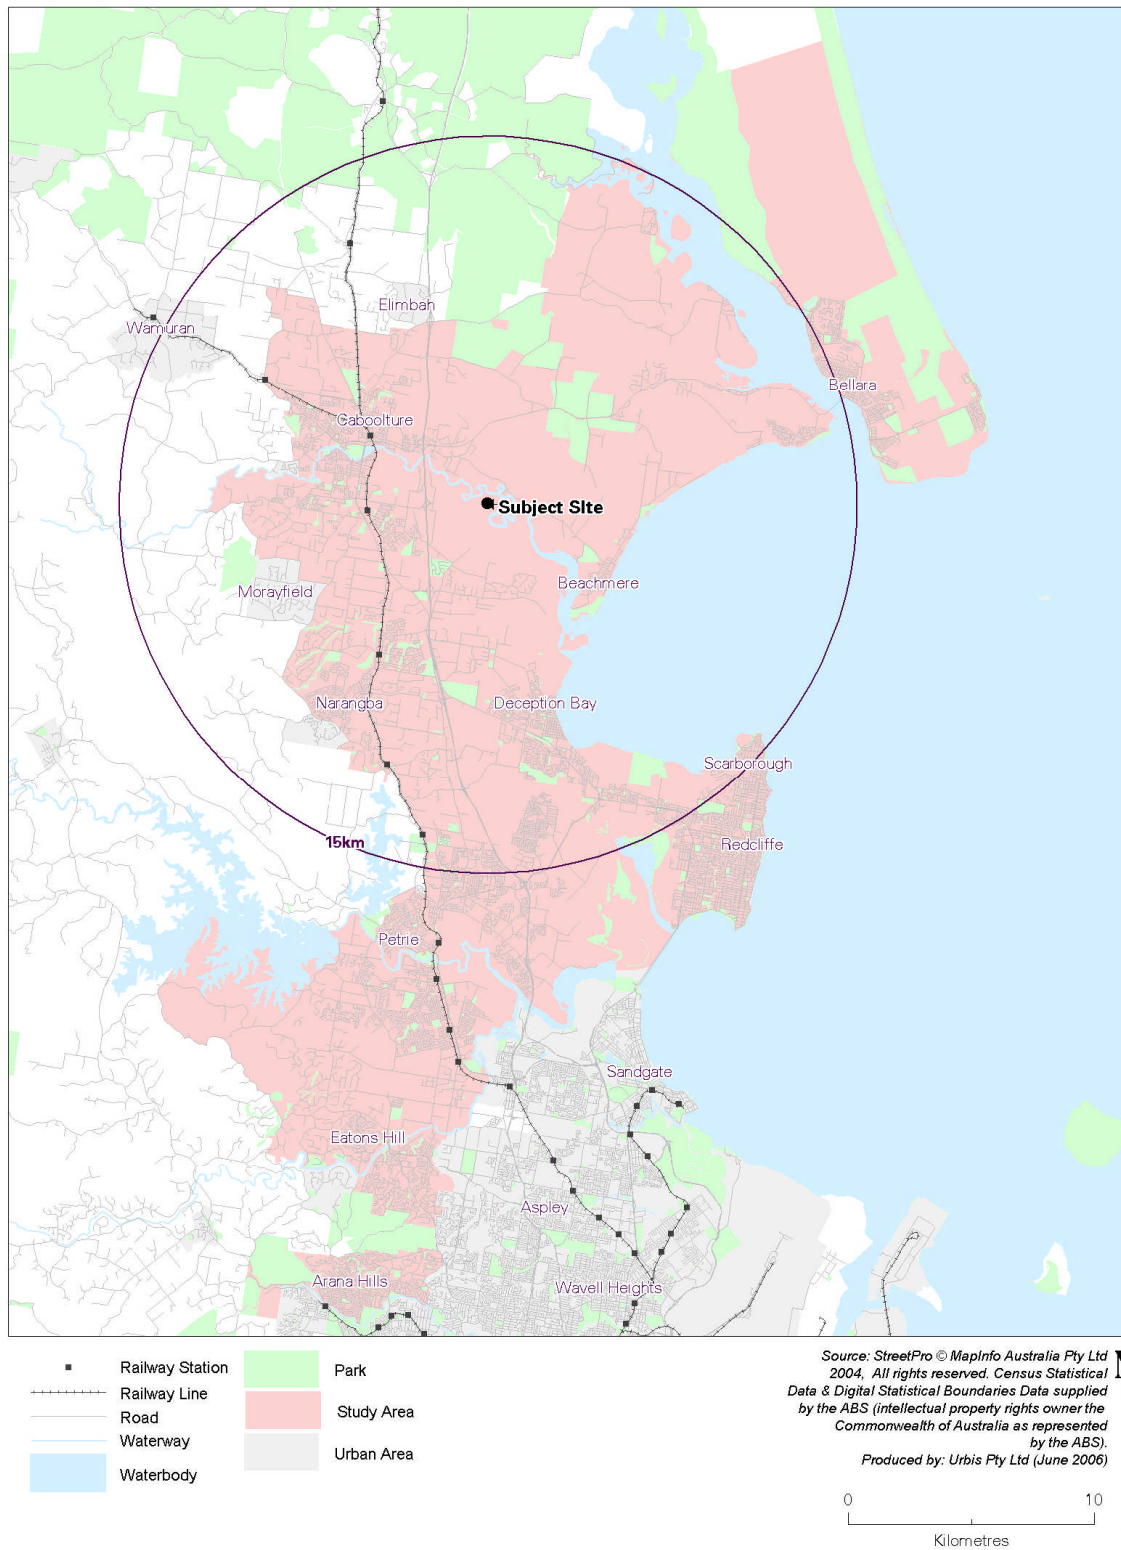 Elimbah
Wamuran
Bellara
Caboolture
Subject SIte
Beachmere
Morayfield
Narangba
Deception Bay
Scarborough
15km
Redcliffe
Petrie
Sandgate
Eatons Hill
Aspley
Arana Hills
Wavell Heights
Railway Station
Railway Line
Road
Waterway
Waterbody
Park
Study Area
Urban Area
Source: StreetPro © MapInfo Australia Pty Ltd
2004, All rights reserved. Census Statistical
Data & Digital Statistical Boundaries Data supplied
by the ABS (intellectual property rights owner the
Commonwealth of Australia as represented
by the ABS).
Produced by: Urbis Pty Ltd (June 2006)
0 10
Kilometres